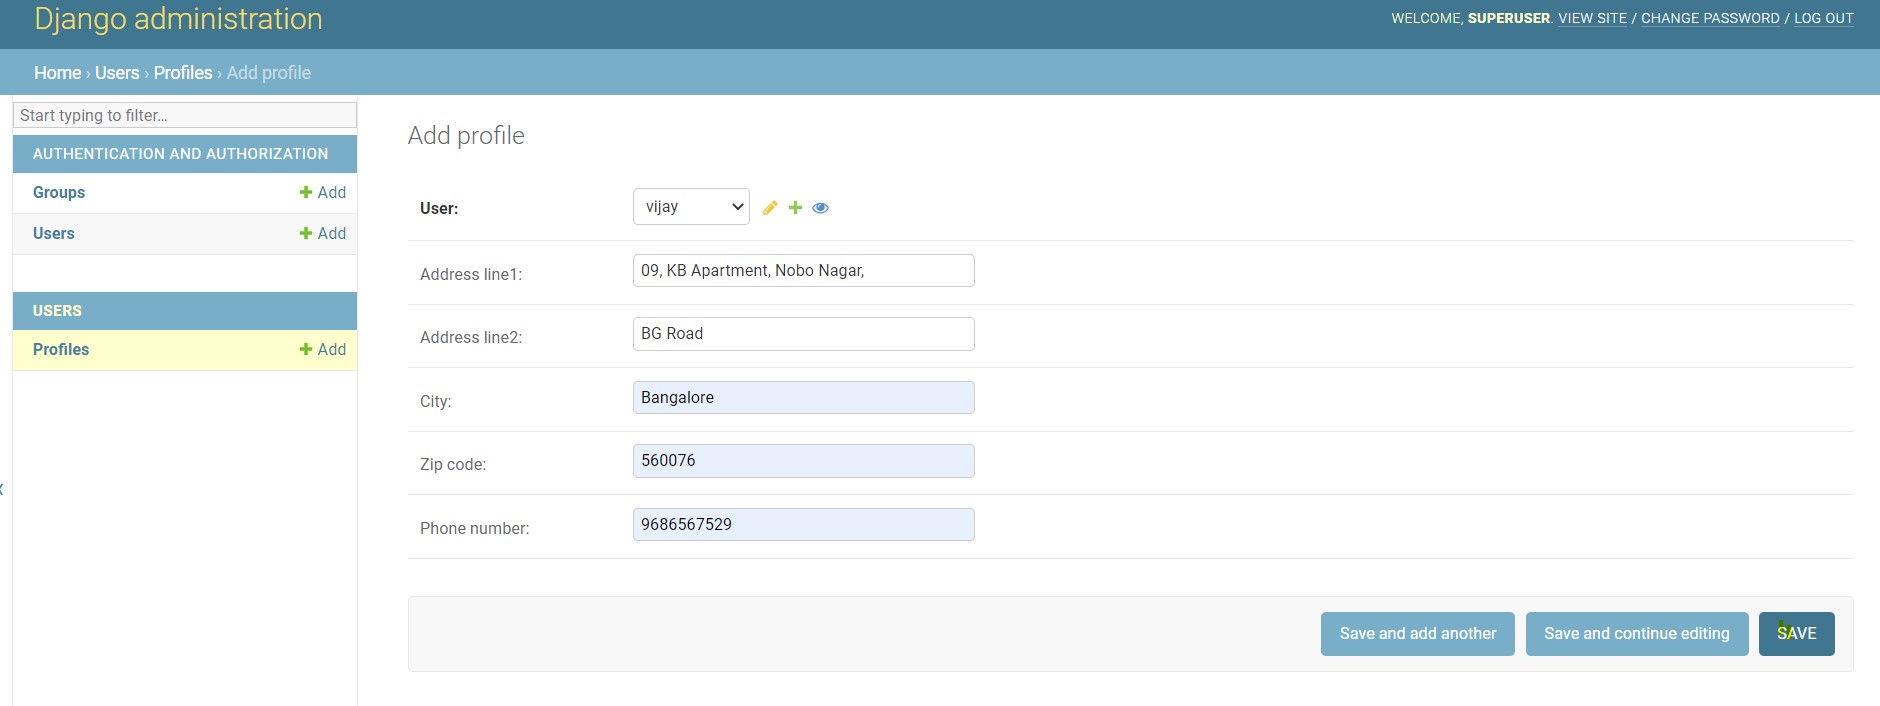 Django administration
WELCOME, SUPERUSER. VIEW SITE / CHANGE PASSWORD / LOG OUT
Home › Users › Profiles › Add profile
Start typing to filter…
AUTHENTICATION AND AUTHORIZATION
Groups + Add
Users + Add
USERS
Profiles + Add
Add profile
User: vijay
Address line1: 09, KB Apartment, Nobo Nagar,
Address line2: BG Road
City: Bangalore
Zip code: 560076
Phone number: 9686567529
Save and add another Save and continue editing SAVE